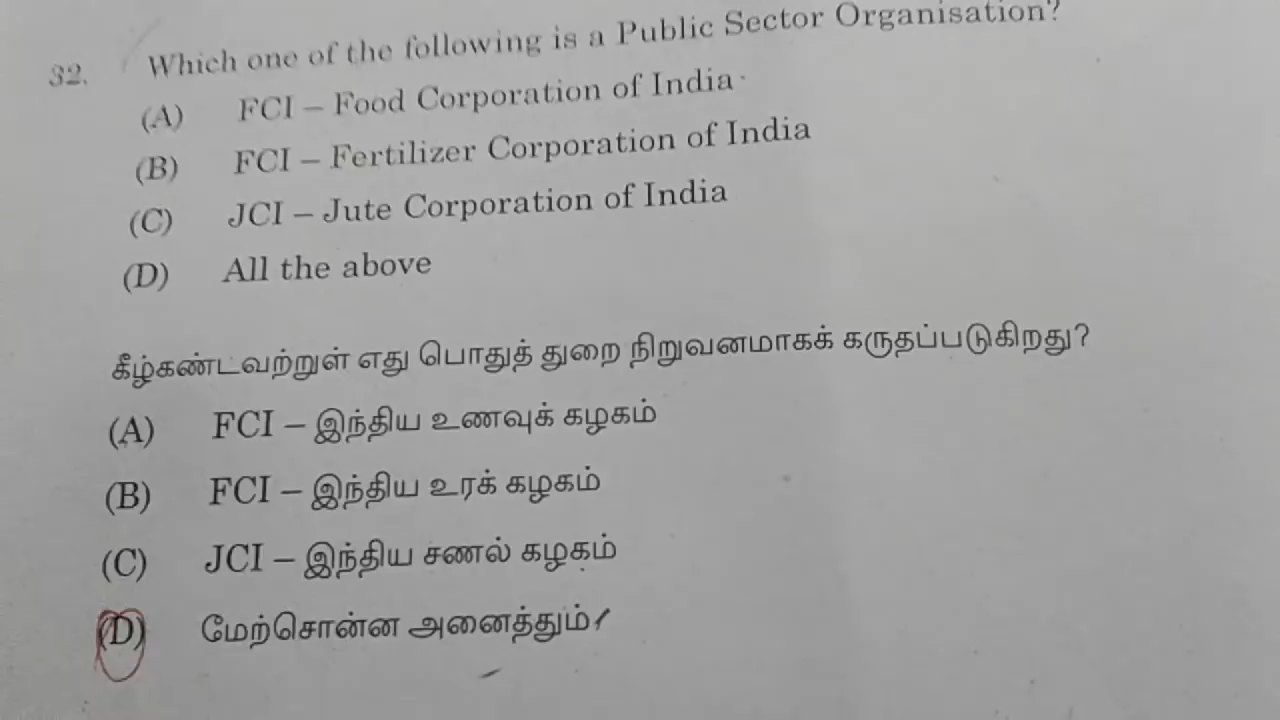 32. Which one of the following is a Public Sector Organisation?
(A) FCI – Food Corporation of India
(B) FCI – Fertilizer Corporation of India
(C) JCI – Jute Corporation of India
(D) All the above
கீழ்கண்டவற்றுள் எது பொதுத் துறை நிறுவனமாகக் கருதப்படுகிறது?
(A) FCI – இந்திய உணவுக் கழகம்
(B) FCI – இந்திய உரக் கழகம்
(C) JCI – இந்திய சணல் கழகம்
(D) மேற்சொன்ன அனைத்தும்